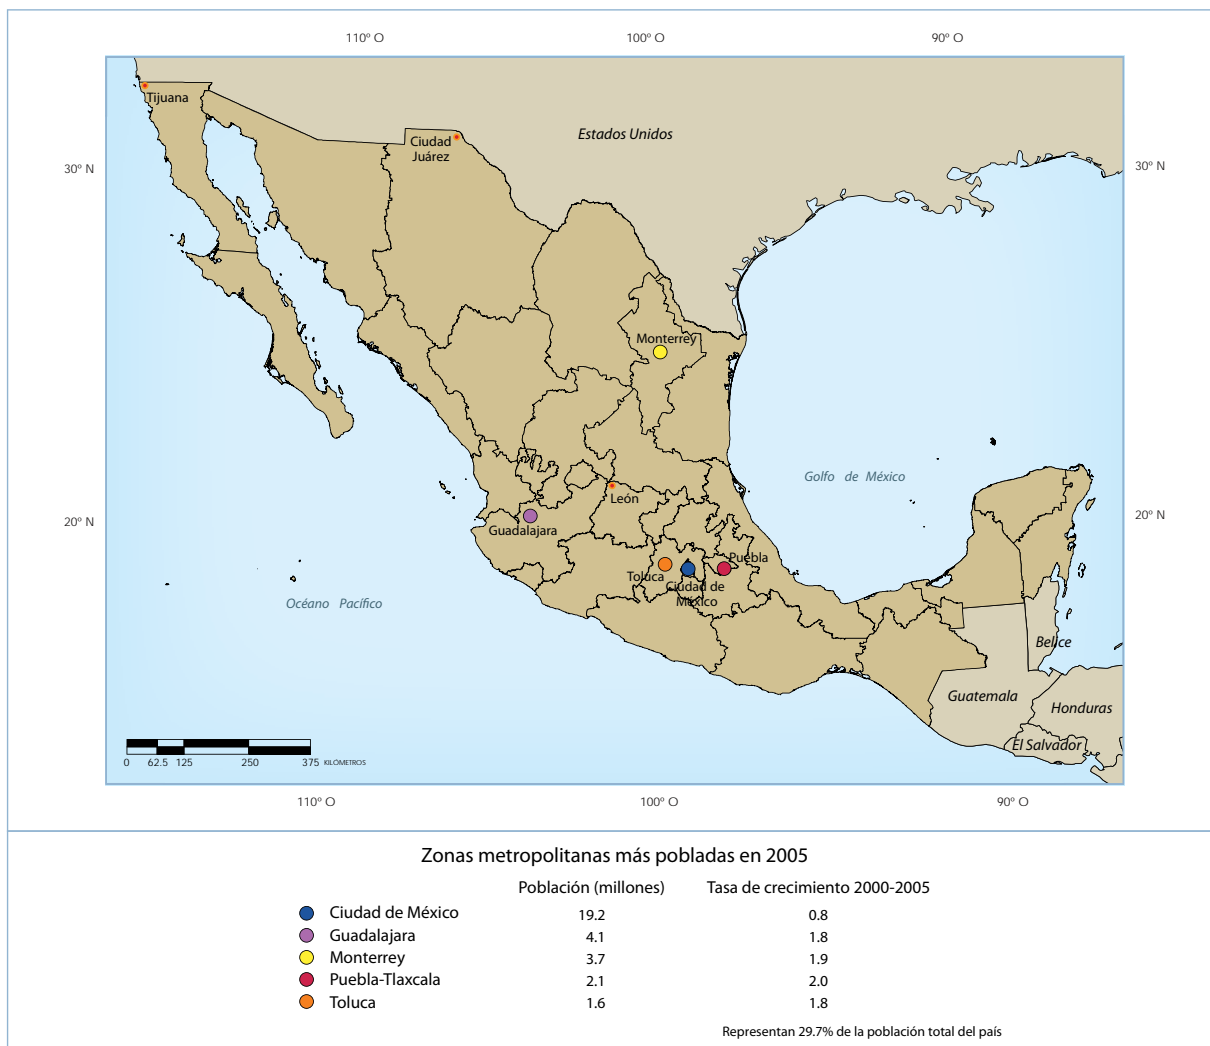 110º O 100º O 90º O
Tijuana
Ciudad
Juárez
Estados Unidos
30º N
30º N
Monterrey
Golfo de México
León
20º N
20º N
Guadalajara
Puebla
Toluca
Ciudad de
México
Océano Pacífico
Belice
Guatemala
Honduras
El Salvador
0 62.5 125 250 375 KILÓMETROS
110º O 100º O 90º O
Zonas metropolitanas más pobladas en 2005
Población (millones) Tasa de crecimiento 2000-2005
Ciudad de México 19.2 0.8
Guadalajara 4.1 1.8
Monterrey 3.7 1.9
Puebla-Tlaxcala 2.1 2.0
Toluca 1.6 1.8
Representan 29.7% de la población total del país